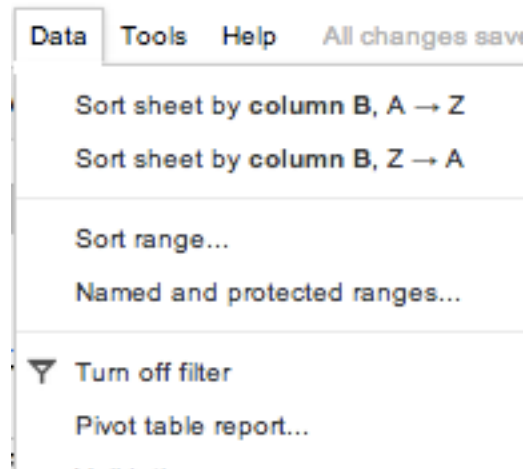 Data Tools Help All changes save
Sort sheet by column B, A → Z
Sort sheet by column B, Z → A
Sort range...
Named and protected ranges...
Turn off filter
Pivot table report...